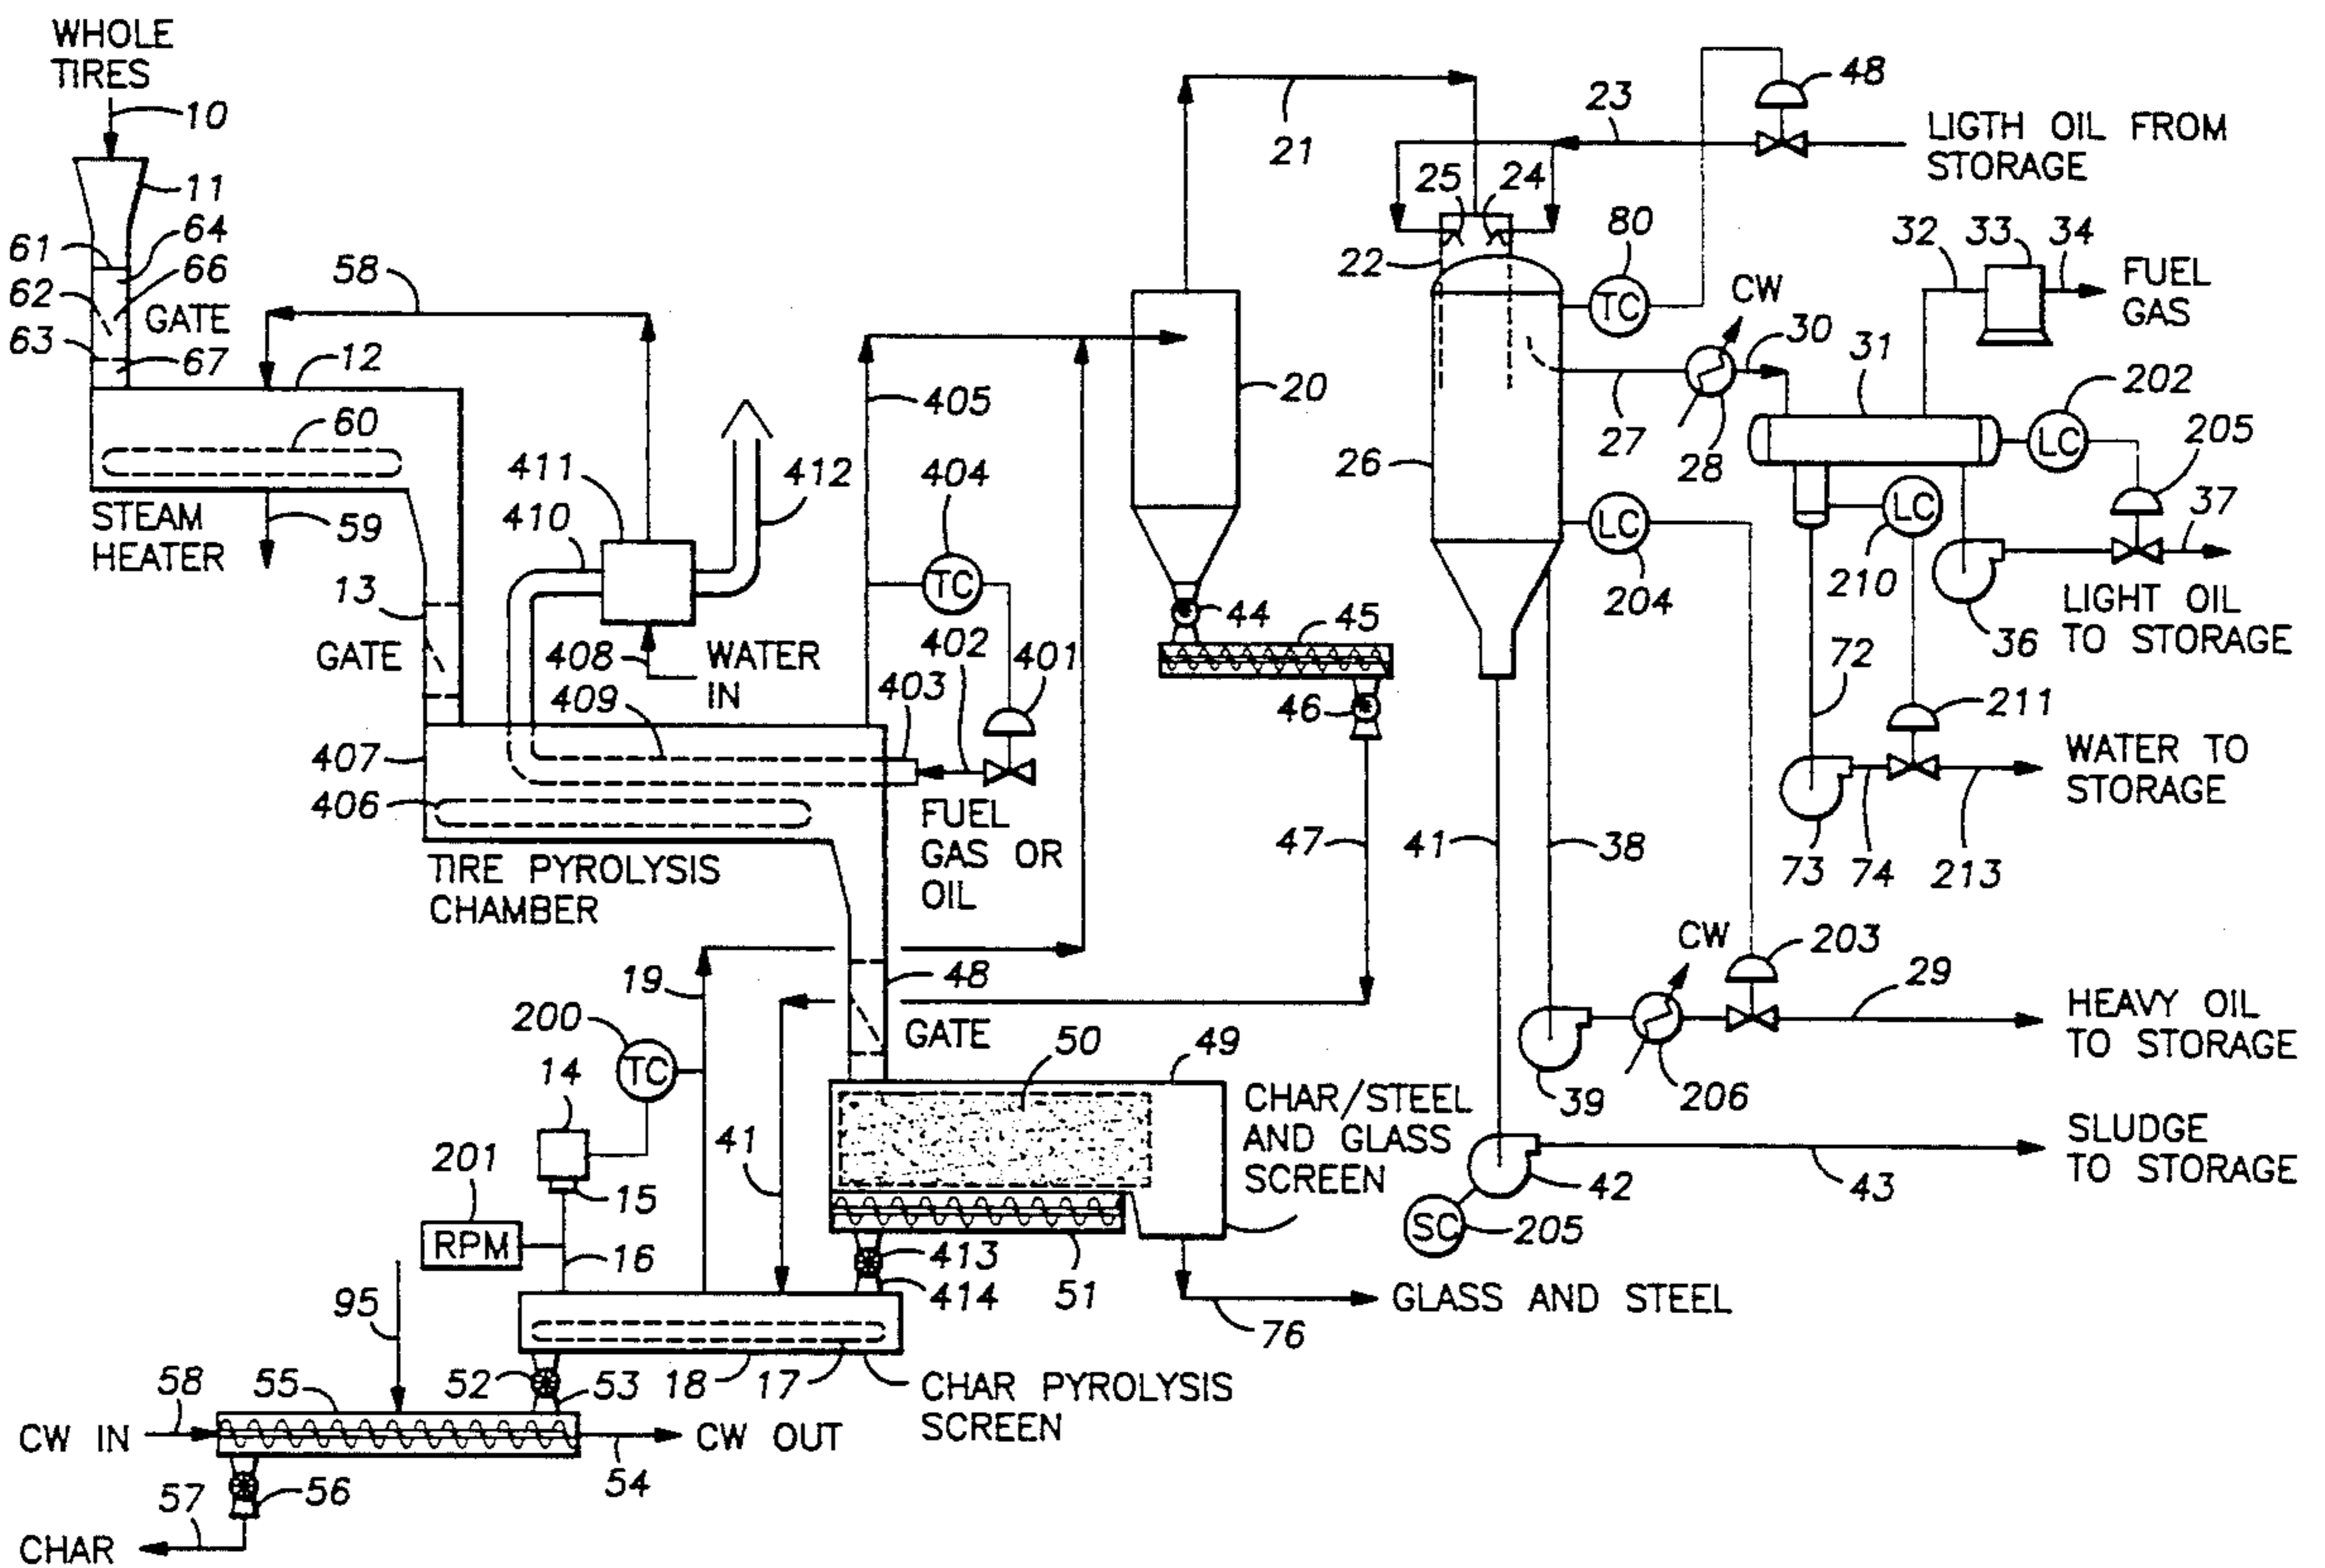 WHOLE
TIRES
10
11
61
64
66
62
GATE
63
67
12
58
60
STEAM
HEATER
59
13
GATE
411
410
412
408
WATER
IN
409
407
406
TIRE PYROLYSIS
CHAMBER
405
404
TC
402
401
403
FUEL
GAS OR
OIL
21
20
44
45
46
47
23
48
LIGTH OIL FROM
STORAGE
25
24
22
80
TC
26
CW
30
27
28
31
32
33
34
FUEL
GAS
202
LC
205
37
LC
210
LIGHT OIL
TO STORAGE
36
LC
204
72
211
WATER TO
STORAGE
73
74
213
41
38
CW
203
29
HEAVY OIL
TO STORAGE
39
206
SLUDGE
TO STORAGE
42
43
SC
205
19
48
GATE
200
TC
14
15
201
RPM
16
41
50
49
CHAR/STEEL
AND GLASS
SCREEN
413
414
51
GLASS AND STEEL
76
95
52
53
18
17
CHAR PYROLYSIS
SCREEN
58
55
CW IN
CW OUT
54
57
56
CHAR